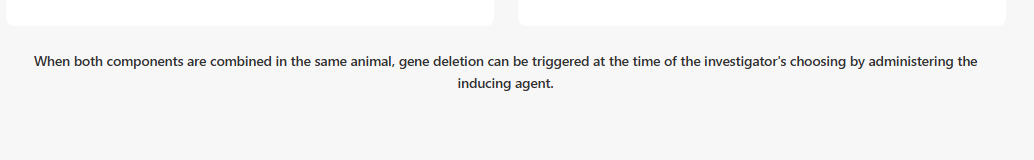 When both components are combined in the same animal, gene deletion can be triggered at the time of the investigator's choosing by administering the
inducing agent.